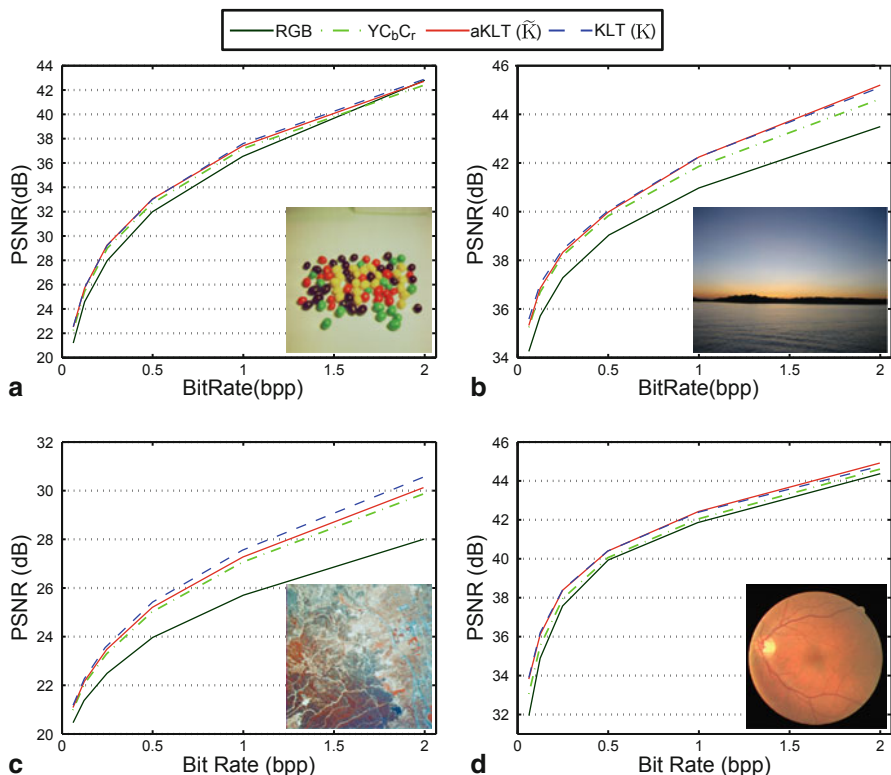 RGB YCbCr aKLT (K̃) KLT (K)
44
42
40
38
36
34
32
30
28
26
24
22
20
PSNR(dB)
0 0.5 1 1.5 2
BitRate(bpp)
a
46
44
42
40
38
36
34
PSNR(dB)
0 0.5 1 1.5 2
BitRate(bpp)
b
32
30
28
26
24
22
20
PSNR (dB)
0 0.5 1 1.5 2
Bit Rate (bpp)
c
46
44
42
40
38
36
34
32
PSNR (dB)
0 0.5 1 1.5 2
Bit Rate (bpp)
d